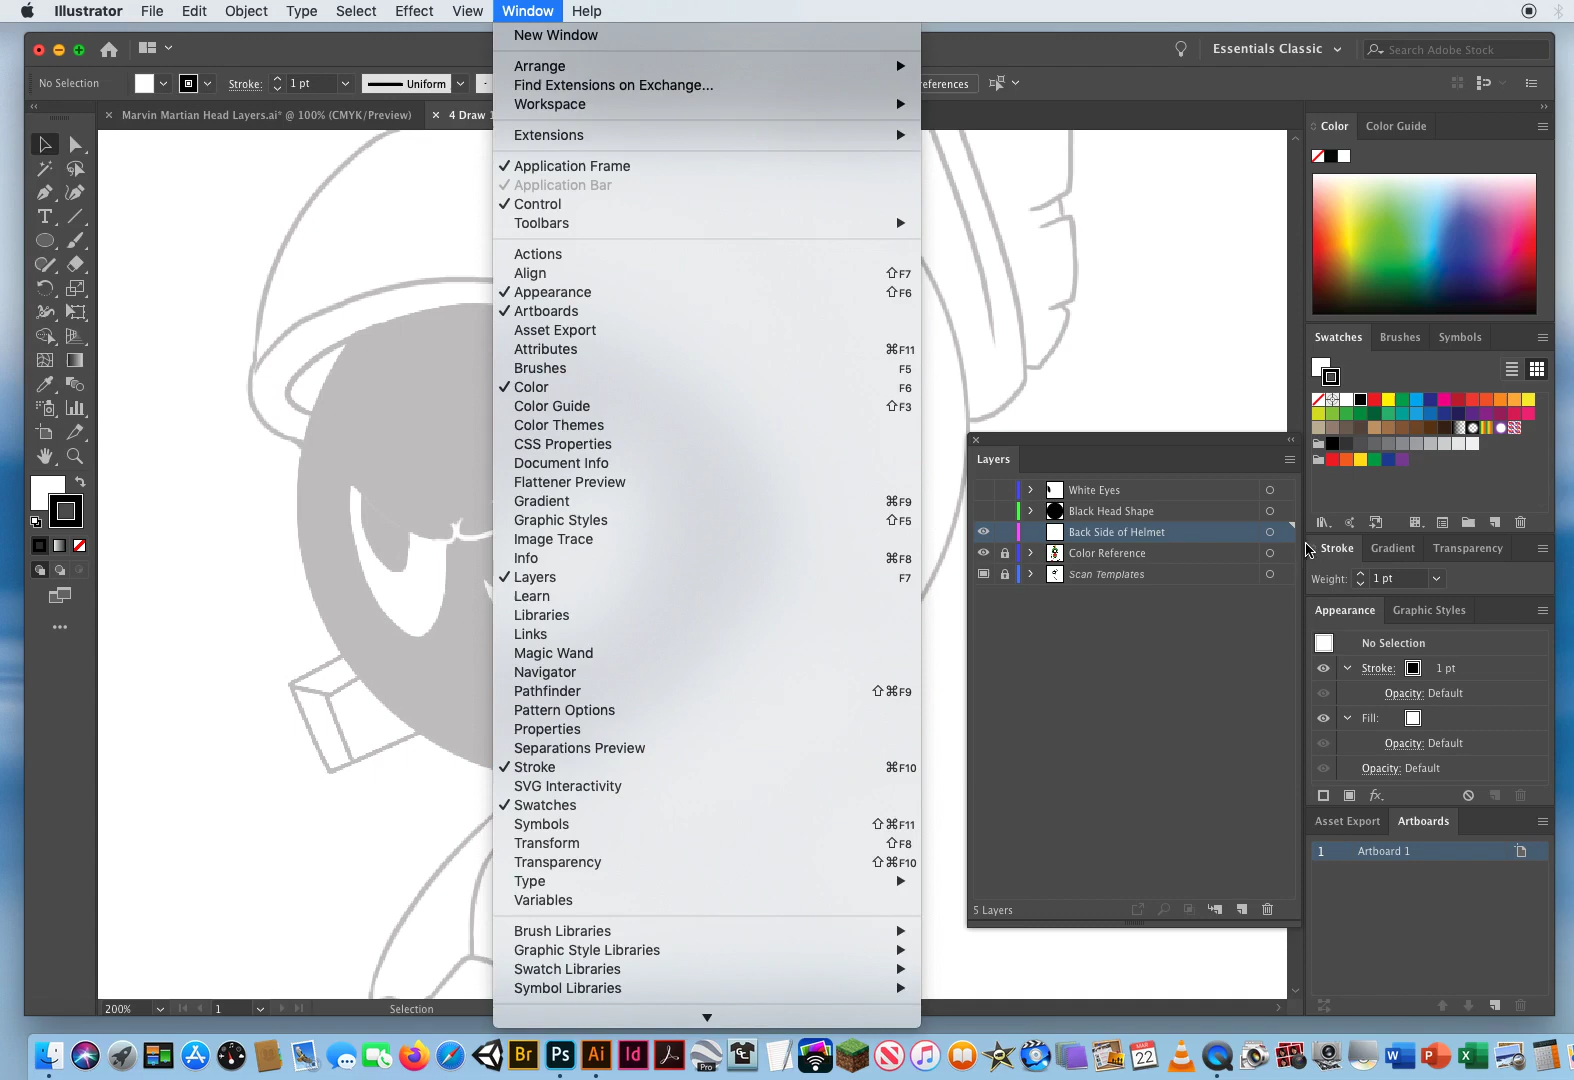 Illustrator File Edit Object Type Select Effect View Window Help
Essentials Classic
Search Adobe Stock
No Selection
Stroke:
1 pt
Uniform
eferences
Marvin Martian Head Layers.ai* @ 100% (CMYK/Preview)
4 Draw
New Window
Arrange
Find Extensions on Exchange...
Workspace
Extensions
Application Frame
Application Bar
Control
Toolbars
Actions
Align ⇧F7
Appearance ⇧F6
Artboards
Asset Export
Attributes ⌘F11
Brushes F5
Color F6
Color Guide ⇧F3
Color Themes
CSS Properties
Document Info
Flattener Preview
Gradient ⌘F9
Graphic Styles ⇧F5
Image Trace
Info ⌘F8
Layers F7
Learn
Libraries
Links
Magic Wand
Navigator
Pathfinder ⇧⌘F9
Pattern Options
Properties
Separations Preview
Stroke ⌘F10
SVG Interactivity
Swatches
Symbols ⇧⌘F11
Transform ⇧F8
Transparency ⇧⌘F10
Type
Variables
Brush Libraries
Graphic Style Libraries
Swatch Libraries
Symbol Libraries
Layers
White Eyes
Black Head Shape
Back Side of Helmet
Color Reference
Scan Templates
5 Layers
Color Color Guide
Swatches Brushes Symbols
Stroke Gradient Transparency
Weight: 1 pt
Appearance Graphic Styles
No Selection
Stroke: 1 pt
Opacity: Default
Fill:
Opacity: Default
Opacity: Default
Asset Export Artboards
1 Artboard 1
200%
1
Selection
Br Ps Ai Id
Pro
MAR
22
W P X